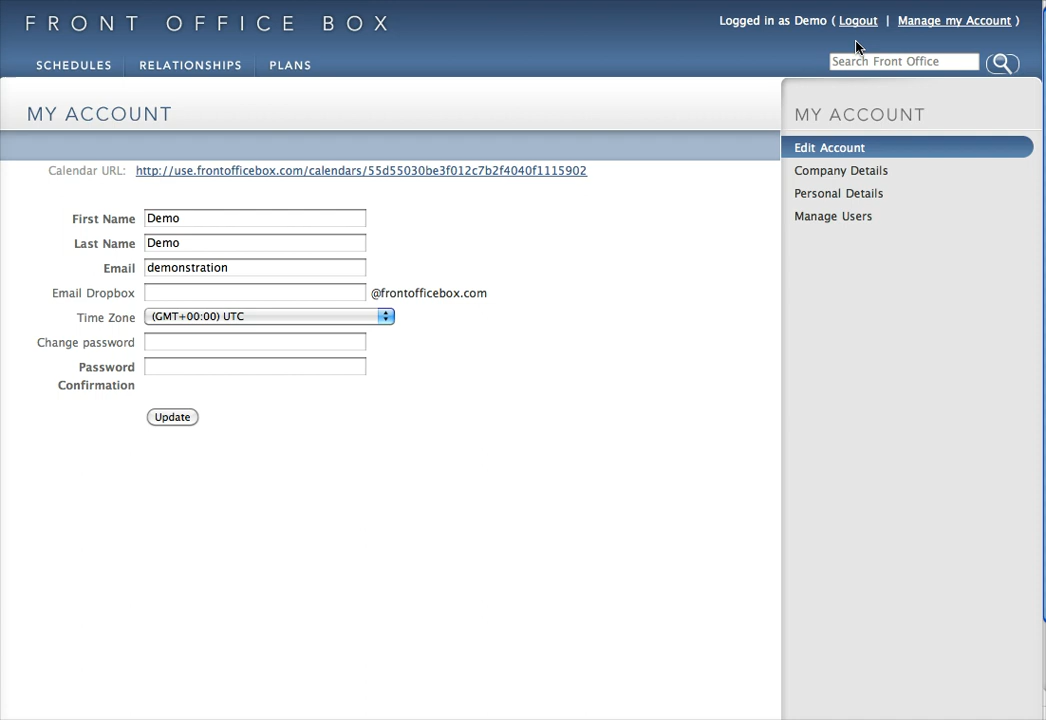 FRONT OFFICE BOX
Logged in as Demo ( Logout | Manage my Account )
SCHEDULES RELATIONSHIPS PLANS
Search Front Office
MY ACCOUNT
Calendar URL: http://use.frontofficebox.com/calendars/55d55030be3f012c7b2f4040f1115902
First Name Demo
Last Name Demo
Email demonstration
Email Dropbox @frontofficebox.com
Time Zone (GMT+00:00) UTC
Change password
Password
Confirmation
Update
MY ACCOUNT
Edit Account
Company Details
Personal Details
Manage Users